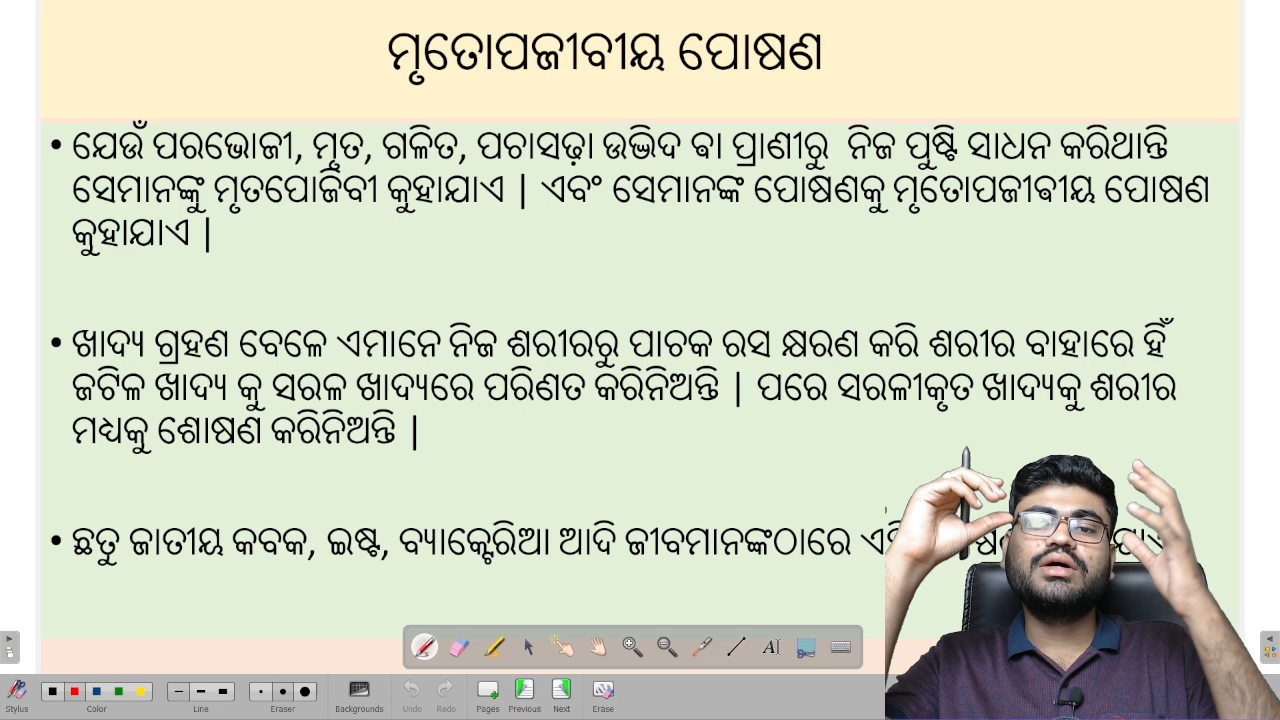 ମୃତୋପଜୀବୀୟ ପୋଷଣ
• ଯେଉଁ ପରଭୋଜୀ, ମୃତ, ଗଳିତ, ପଚାସଢ଼ା ଉଦ୍ଭିଦ ଵା ପ୍ରାଣୀରୁ ନିଜ ପୁଷ୍ଟି ସାଧନ କରିଥାନ୍ତି
ସେମାନଙ୍କୁ ମୃତପୋଜିବୀ କୁହାଯାଏ | ଏବଂ ସେମାନଙ୍କ ପୋଷଣକୁ ମୃତୋପଜୀଵୀୟ ପୋଷଣ
କୁହାଯାଏ |
• ଖାଦ୍ୟ ଗ୍ରହଣ ବେଳେ ଏମାନେ ନିଜ ଶରୀରରୁ ପାଚକ ରସ କ୍ଷରଣ କରି ଶରୀର ବାହାରେ ହିଁ
ଜଟିଳ ଖାଦ୍ୟ କୁ ସରଳ ଖାଦ୍ୟରେ ପରିଣତ କରିନିଅନ୍ତି | ପରେ ସରଳୀକୃତ ଖାଦ୍ୟକୁ ଶରୀର
ମଧ୍ୟକୁ ଶୋଷଣ କରିନିଅନ୍ତି |
• ଛତୁ ଜାତୀୟ କବକ, ଇଷ୍ଟ, ବ୍ୟାକ୍ଟେରିଆ ଆଦି ଜୀବମାନଙ୍କଠାରେ
Stylus Color Line Eraser Backgrounds Undo Redo Pages Previous Next Erase